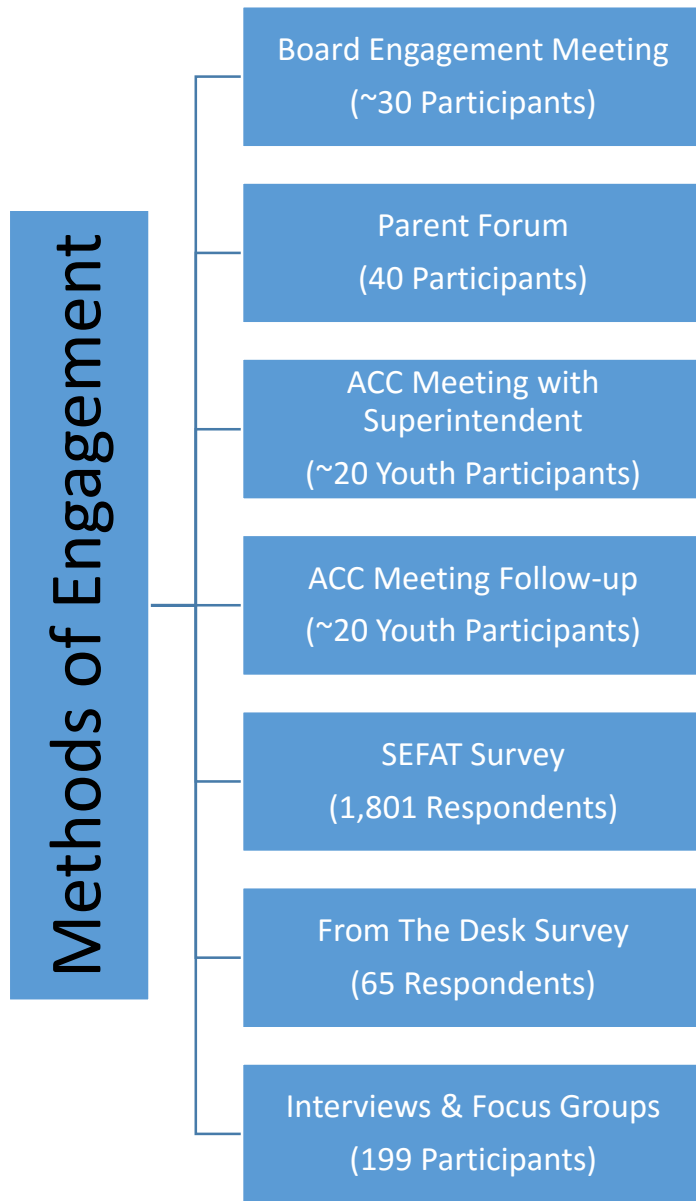 Methods of Engagement
Board Engagement Meeting
(~30 Participants)
Parent Forum
(40 Participants)
ACC Meeting with
Superintendent
(~20 Youth Participants)
ACC Meeting Follow-up
(~20 Youth Participants)
SEFAT Survey
(1,801 Respondents)
From The Desk Survey
(65 Respondents)
Interviews & Focus Groups
(199 Participants)